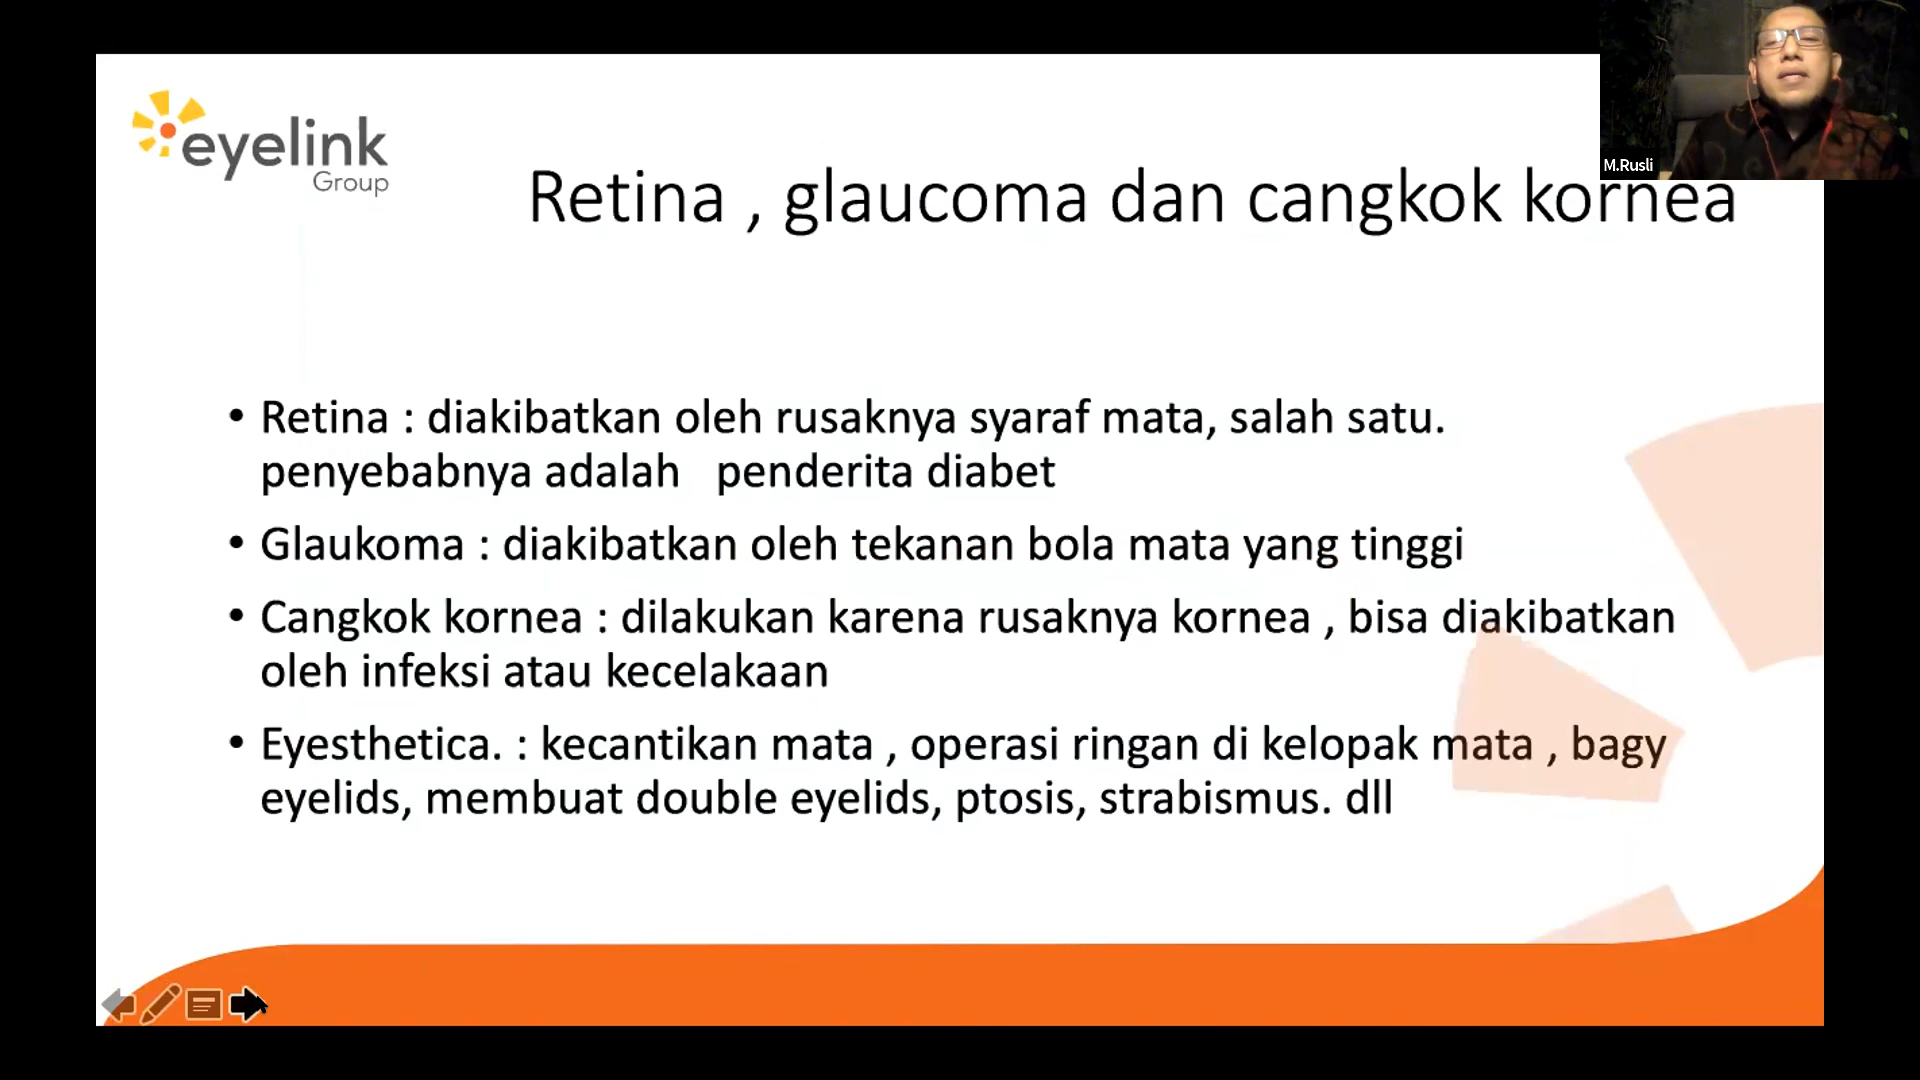 eyelink
Group
M.Rusli
Retina , glaucoma dan cangkok kornea
• Retina : diakibatkan oleh rusaknya syaraf mata, salah satu.
penyebabnya adalah   penderita diabet
• Glaukoma : diakibatkan oleh tekanan bola mata yang tinggi
• Cangkok kornea : dilakukan karena rusaknya kornea , bisa diakibatkan
oleh infeksi atau kecelakaan
• Eyesthetica. : kecantikan mata , operasi ringan di kelopak mata , bagy
eyelids, membuat double eyelids, ptosis, strabismus. dll